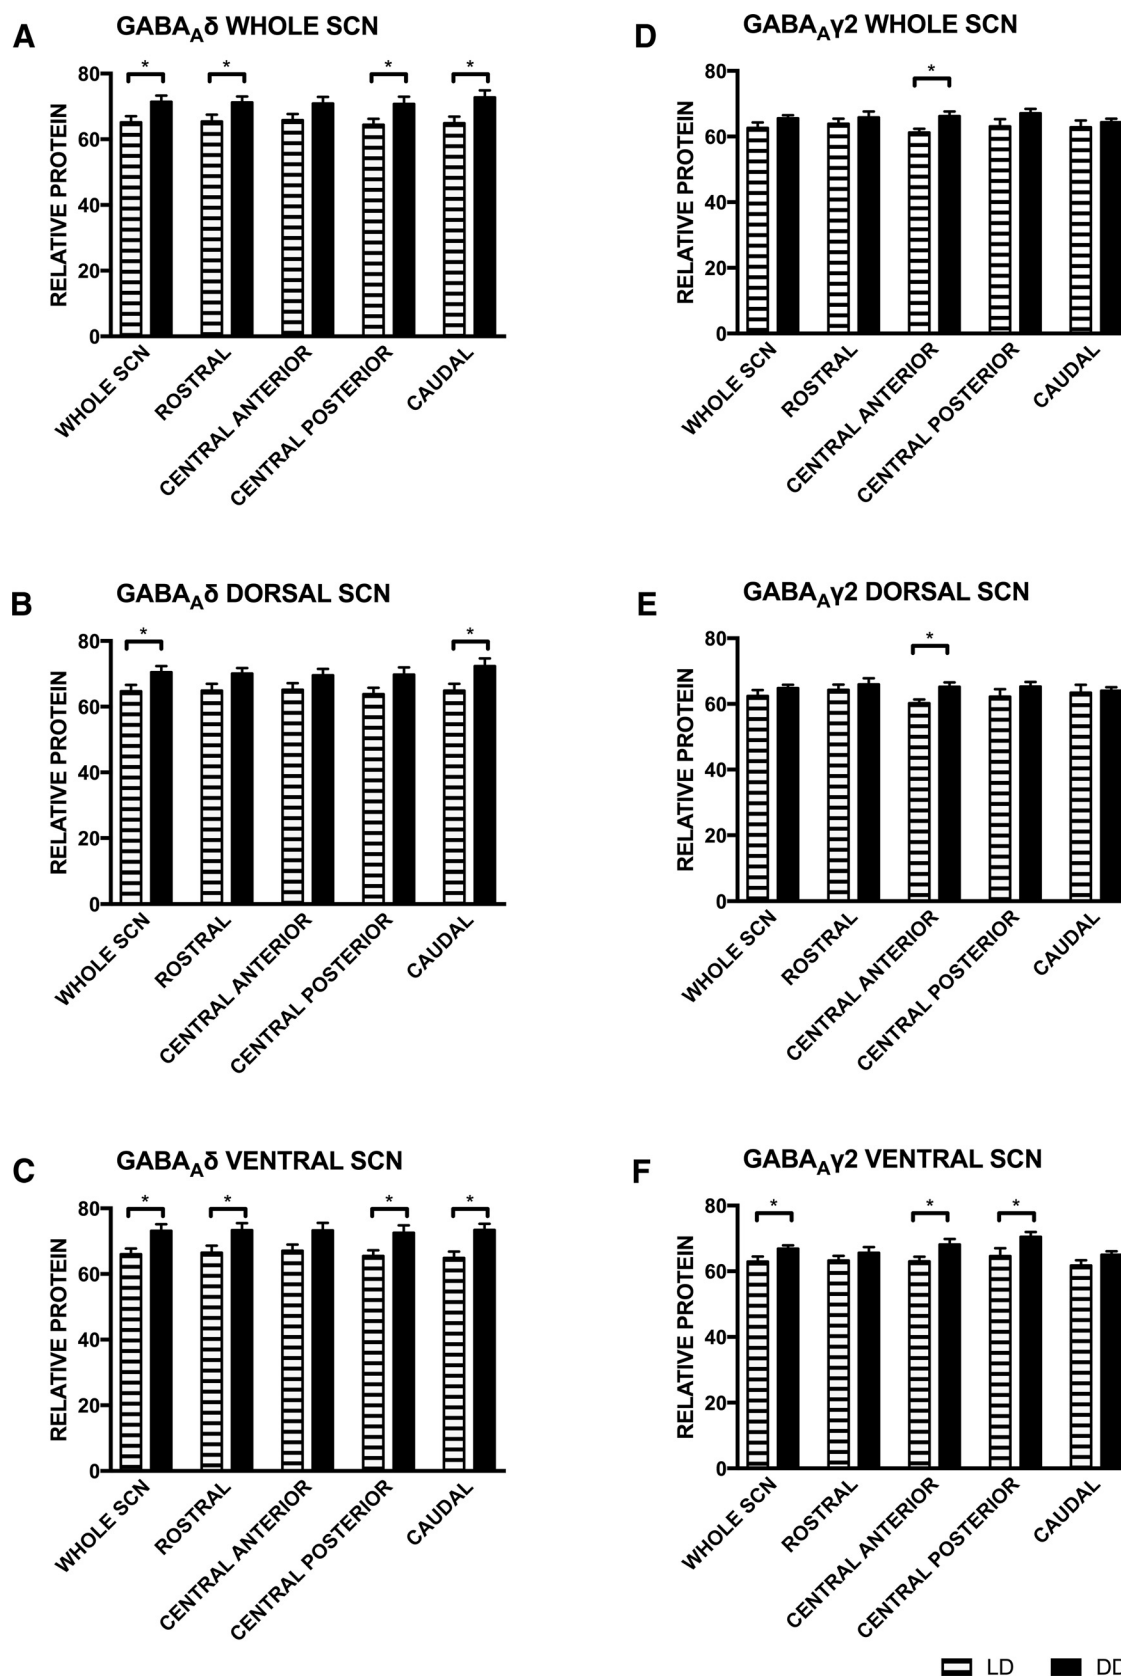 A
GABAAδ WHOLE SCN
* * * *
RELATIVE PROTEIN
80
60
40
20
0
WHOLE SCN
ROSTRAL
CENTRAL ANTERIOR
CENTRAL POSTERIOR
CAUDAL
D
GABAAγ2 WHOLE SCN
*
RELATIVE PROTEIN
80
60
40
20
0
WHOLE SCN
ROSTRAL
CENTRAL ANTERIOR
CENTRAL POSTERIOR
CAUDAL
B
GABAAδ DORSAL SCN
* *
RELATIVE PROTEIN
80
60
40
20
0
WHOLE SCN
ROSTRAL
CENTRAL ANTERIOR
CENTRAL POSTERIOR
CAUDAL
E
GABAAγ2 DORSAL SCN
*
RELATIVE PROTEIN
80
60
40
20
0
WHOLE SCN
ROSTRAL
CENTRAL ANTERIOR
CENTRAL POSTERIOR
CAUDAL
C
GABAAδ VENTRAL SCN
* * * *
RELATIVE PROTEIN
80
60
40
20
0
WHOLE SCN
ROSTRAL
CENTRAL ANTERIOR
CENTRAL POSTERIOR
CAUDAL
F
GABAAγ2 VENTRAL SCN
* * *
RELATIVE PROTEIN
80
60
40
20
0
WHOLE SCN
ROSTRAL
CENTRAL ANTERIOR
CENTRAL POSTERIOR
CAUDAL
LD
DD